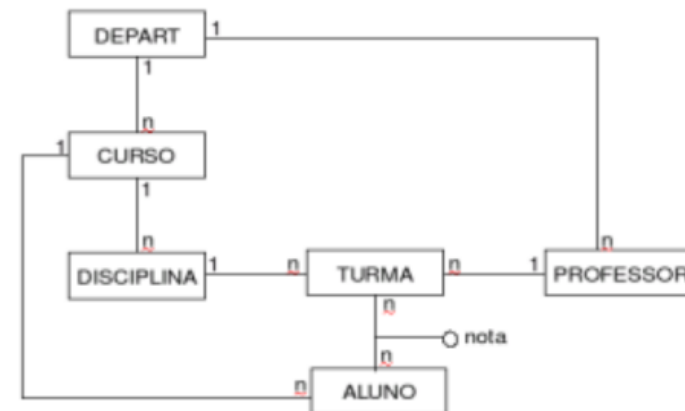 DEPART
1
1
n
1
CURSO
1
n
n
DISCIPLINA
1
n
TURMA
n
1
PROFESSOR
n
nota
n
n
ALUNO